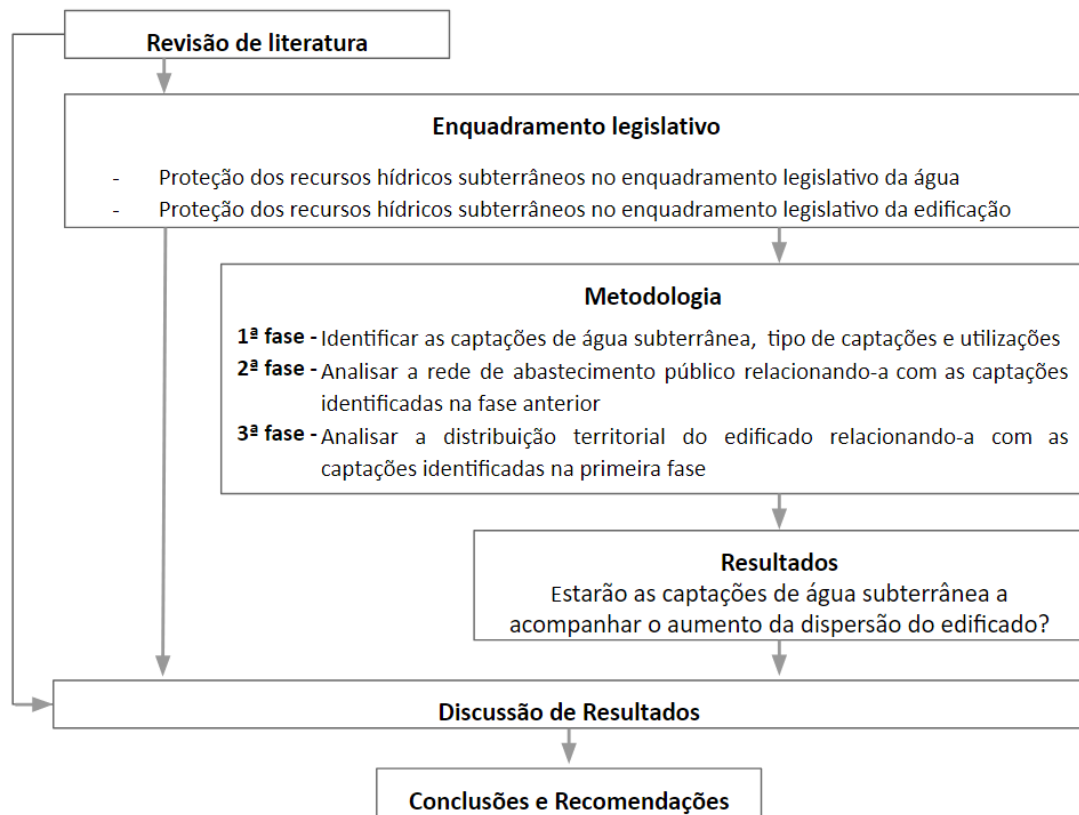 Revisão de literatura
Enquadramento legislativo
- Proteção dos recursos hídricos subterrâneos no enquadramento legislativo da água
- Proteção dos recursos hídricos subterrâneos no enquadramento legislativo da edificação
Metodologia
1ª fase - Identificar as captações de água subterrânea, tipo de captações e utilizações
2ª fase - Analisar a rede de abastecimento público relacionando-a com as captações
identificadas na fase anterior
3ª fase - Analisar a distribuição territorial do edificado relacionando-a com as
captações identificadas na primeira fase
Resultados
Estarão as captações de água subterrânea a
acompanhar o aumento da dispersão do edificado?
Discussão de Resultados
Conclusões e Recomendações